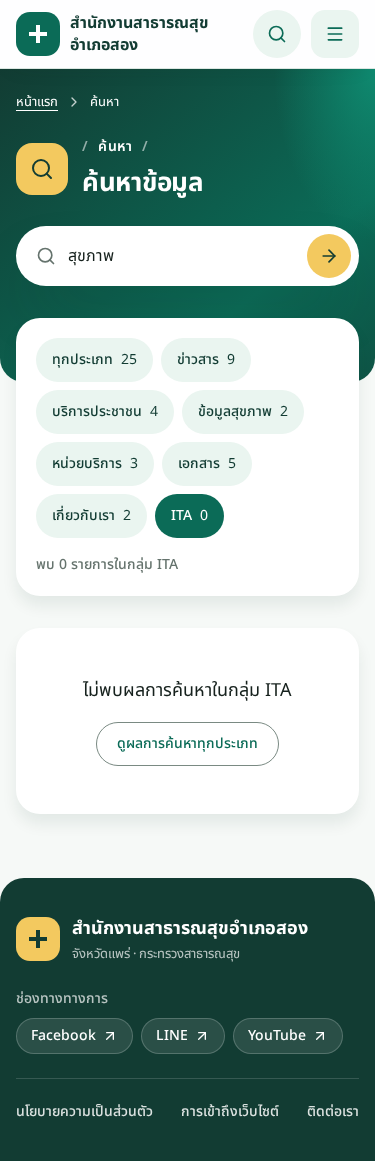 สำนักงานสาธารณสุข
อำเภอสอง
หน้าแรก > ค้นหา
/ ค้นหา /
ค้นหาข้อมูล
สุขภาพ
ทุกประเภท 25 ข่าวสาร 9
บริการประชาชน 4 ข้อมูลสุขภาพ 2
หน่วยบริการ 3 เอกสาร 5
เกี่ยวกับเรา 2 ITA 0
พบ 0 รายการในกลุ่ม ITA
ไม่พบผลการค้นหาในกลุ่ม ITA
ดูผลการค้นหาทุกประเภท
สำนักงานสาธารณสุขอำเภอสอง
จังหวัดแพร่ · กระทรวงสาธารณสุข
ช่องทางทางการ
Facebook LINE YouTube
นโยบายความเป็นส่วนตัว การเข้าถึงเว็บไซต์ ติดต่อเรา